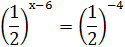 (1/2)^(x−6) = (1/2)^(−4)